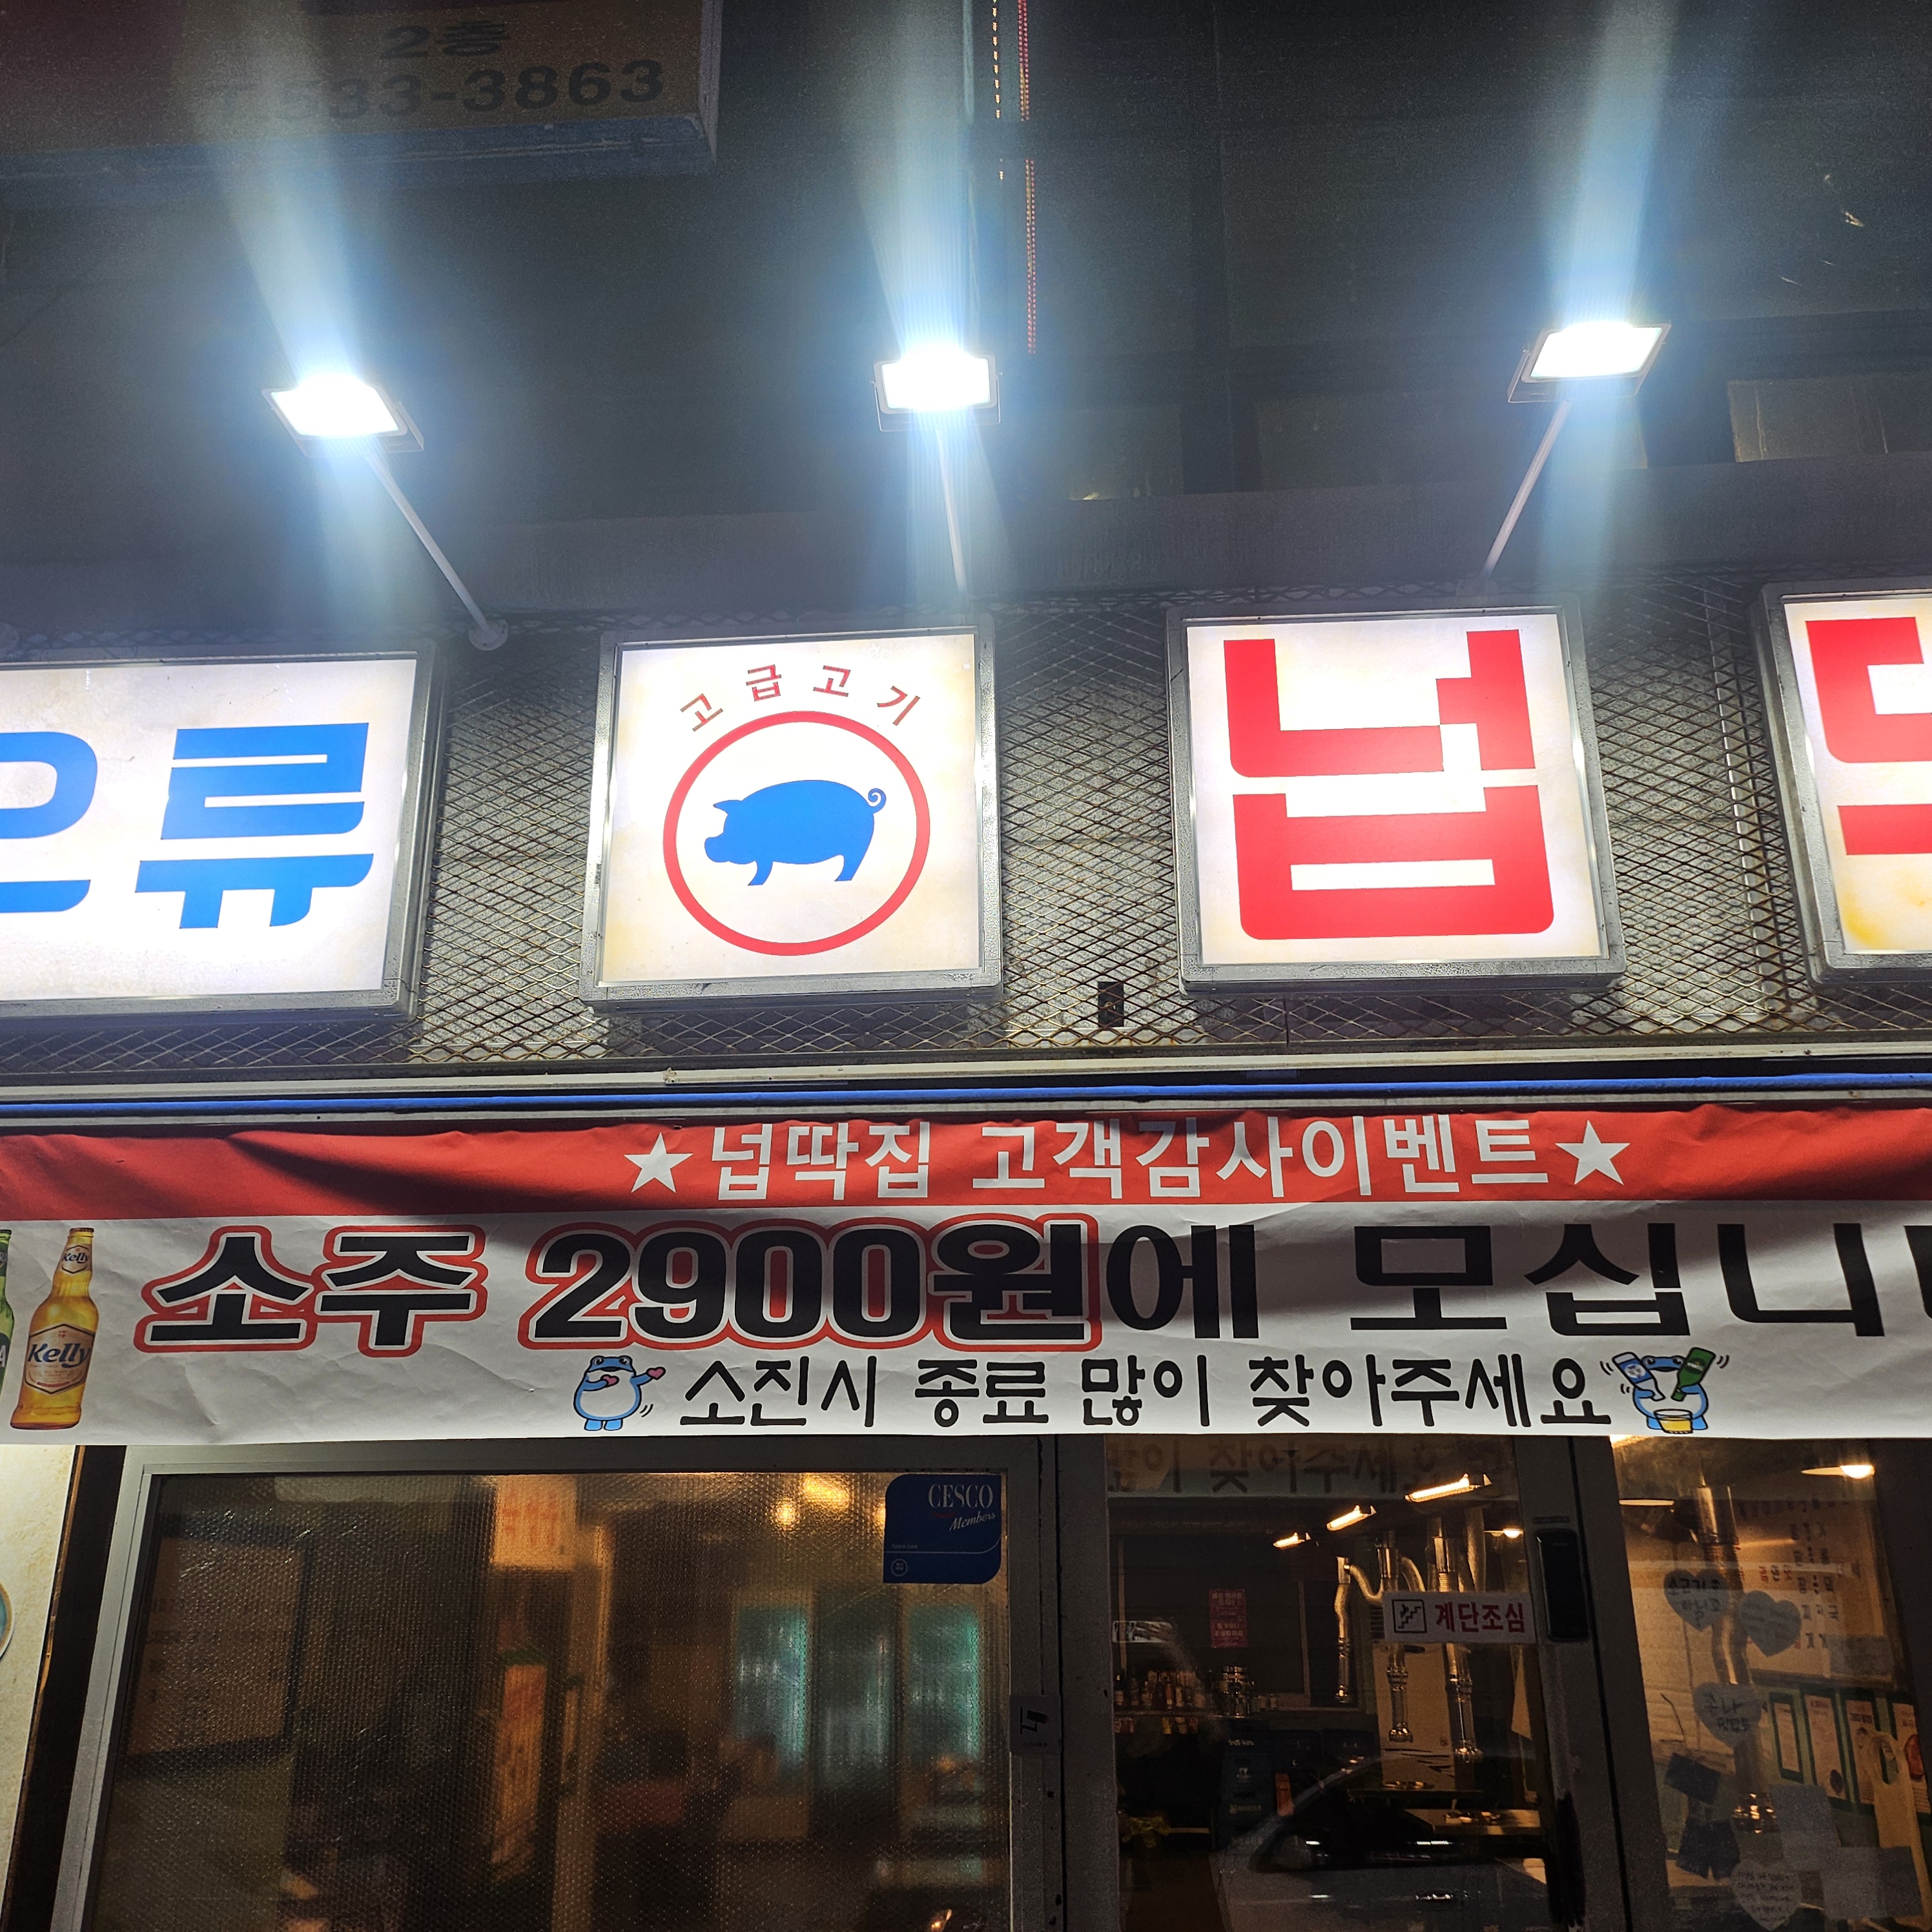 2층
533-3863
오류
고급고기
넙
★넙딱집 고객감사이벤트★
소주 2900원에 모십니
Kelly
Kelly
소진시 종료 많이 찾아주세요
CESCO
Members
계단조심